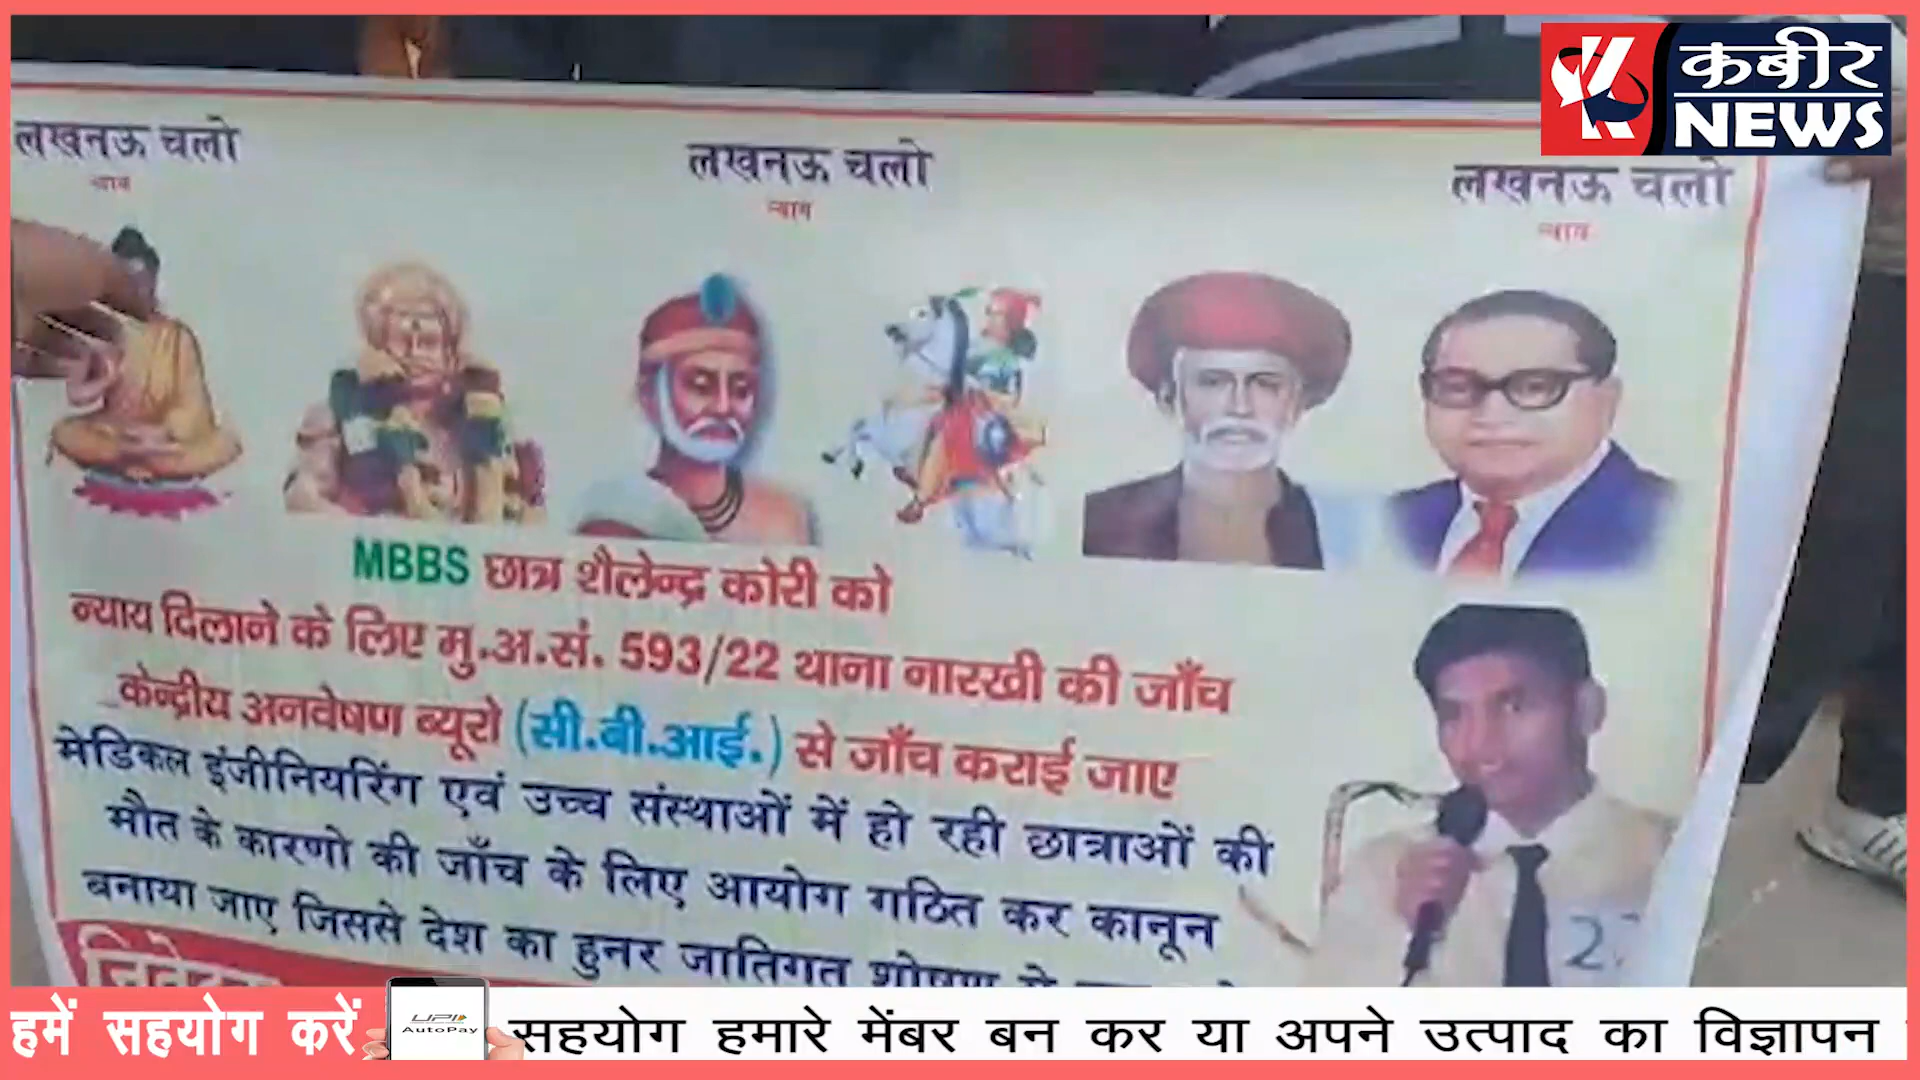 कबीर
NEWS
लखनऊ चलो
लखनऊ चलो
लखनऊ चलो
न्याय
न्याय
न्याय
MBBS छात्र शैलेन्द्र कोरी को
न्याय दिलाने के लिए मु.अ.सं. 593/22 थाना नारखी की जाँच
केन्द्रीय अनवेषण ब्यूरो (सी.बी.आई.) से जाँच कराई जाए
मेडिकल इंजीनियरिंग एवं उच्च संस्थाओं में हो रही छात्राओं की
मौत के कारणो की जाँच के लिए आयोग गठित कर कानून
बनाया जाए जिससे देश का हुनर जातिगत शोषण से
हमें सहयोग करें
UPI
AutoPay
सहयोग हमारे मेंबर बन कर या अपने उत्पाद का विज्ञापन